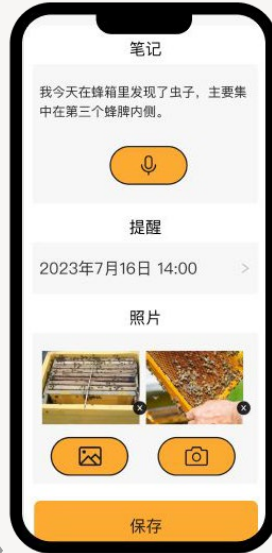 笔记
我今天在蜂箱里发现了虫子，主要集
中在第三个蜂脾内侧。
提醒
2023年7月16日 14:00
照片
保存